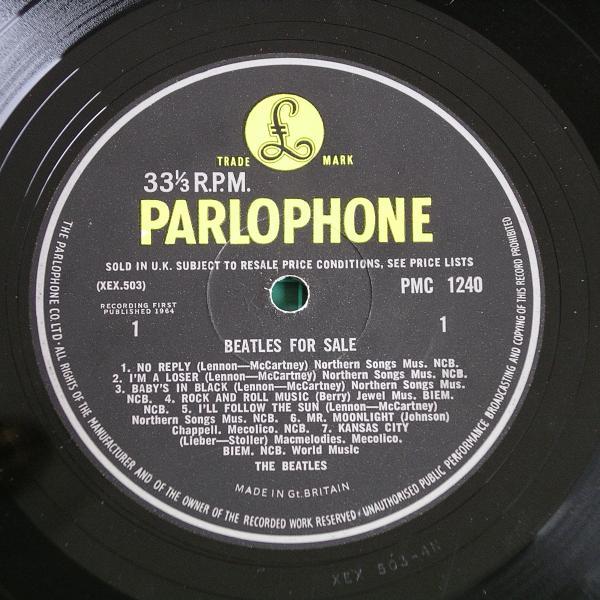 £
TRADE MARK
33⅓ R.P.M.
PARLOPHONE
SOLD IN U.K. SUBJECT TO RESALE PRICE CONDITIONS, SEE PRICE LISTS
(XEX.503) PMC 1240
RECORDING FIRST
PUBLISHED 1964
1 1
BEATLES FOR SALE
1. NO REPLY (Lennon—McCartney) Northern Songs Mus. NCB.
2. I'M A LOSER (Lennon—McCartney) Northern Songs Mus. NCB.
3. BABY'S IN BLACK (Lennon—McCartney) Northern Songs Mus.
NCB. 4. ROCK AND ROLL MUSIC (Berry) Jewel Mus. BIEM.
NCB. 5. I'LL FOLLOW THE SUN (Lennon—McCartney)
Northern Songs Mus. NCB. 6. MR. MOONLIGHT (Johnson)
Chappell. Mecolico. NCB. 7. KANSAS CITY
(Lieber—Stoller) Macmelodies. Mecolico.
BIEM. NCB. World Music
THE BEATLES
MADE IN Gt. BRITAIN
THE PARLOPHONE CO. LTD · ALL RIGHTS OF THE MANUFACTURER AND OF THE OWNER OF THE RECORDED WORK RESERVED · UNAUTHORISED PUBLIC PERFORMANCE BROADCASTING AND COPYING OF THIS RECORD PROHIBITED
XEX 503-4N